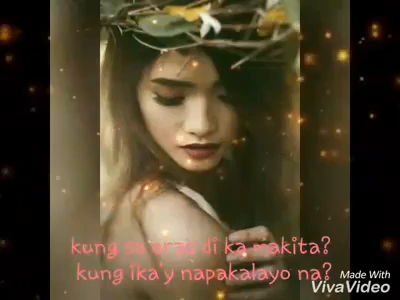 kung sa oras di ka makita?
kung ika'y napakalayo na?
Made With
VivaVideo